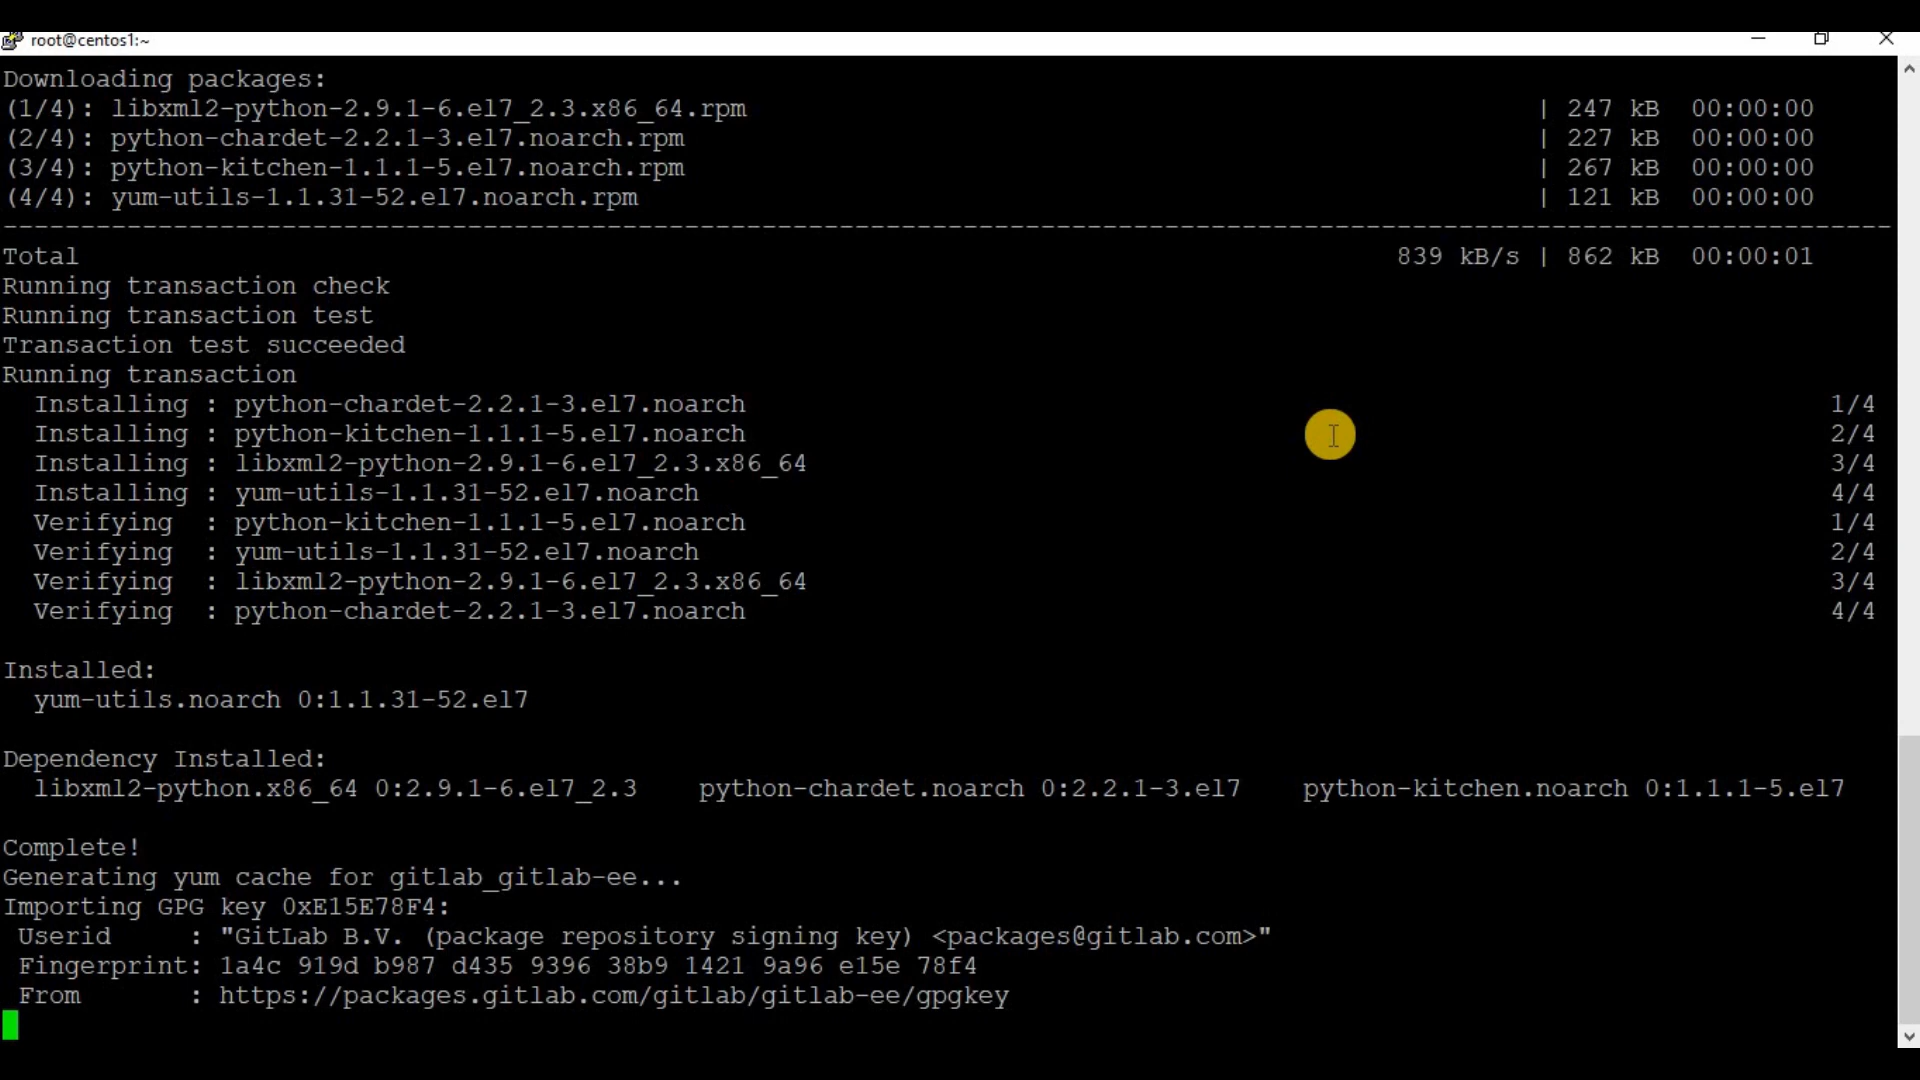 root@centos1:~
Downloading packages:
(1/4): libxml2-python-2.9.1-6.el7_2.3.x86_64.rpm | 247 kB 00:00:00
(2/4): python-chardet-2.2.1-3.el7.noarch.rpm | 227 kB 00:00:00
(3/4): python-kitchen-1.1.1-5.el7.noarch.rpm | 267 kB 00:00:00
(4/4): yum-utils-1.1.31-52.el7.noarch.rpm | 121 kB 00:00:00
--------------------------------------------------------------------------------------------------------------------------
Total 839 kB/s | 862 kB 00:00:01
Running transaction check
Running transaction test
Transaction test succeeded
Running transaction
Installing : python-chardet-2.2.1-3.el7.noarch 1/4
Installing : python-kitchen-1.1.1-5.el7.noarch 2/4
Installing : libxml2-python-2.9.1-6.el7_2.3.x86_64 3/4
Installing : yum-utils-1.1.31-52.el7.noarch 4/4
Verifying : python-kitchen-1.1.1-5.el7.noarch 1/4
Verifying : yum-utils-1.1.31-52.el7.noarch 2/4
Verifying : libxml2-python-2.9.1-6.el7_2.3.x86_64 3/4
Verifying : python-chardet-2.2.1-3.el7.noarch 4/4
Installed:
yum-utils.noarch 0:1.1.31-52.el7
Dependency Installed:
libxml2-python.x86_64 0:2.9.1-6.el7_2.3 python-chardet.noarch 0:2.2.1-3.el7 python-kitchen.noarch 0:1.1.1-5.el7
Complete!
Generating yum cache for gitlab_gitlab-ee...
Importing GPG key 0xE15E78F4:
Userid : "GitLab B.V. (package repository signing key) <packages@gitlab.com>"
Fingerprint: 1a4c 919d b987 d435 9396 38b9 1421 9a96 e15e 78f4
From : https://packages.gitlab.com/gitlab/gitlab-ee/gpgkey